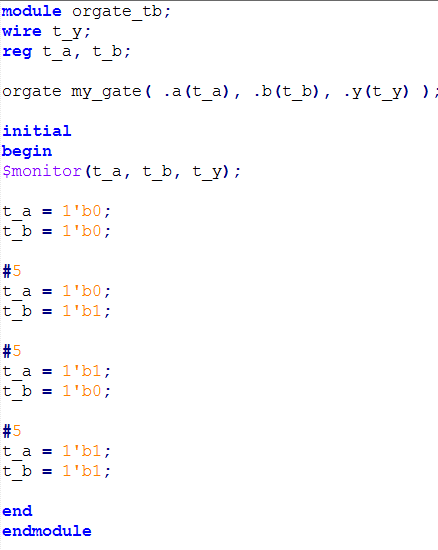 module orgate_tb;
wire t_y;
reg t_a, t_b;
orgate my_gate( .a(t_a), .b(t_b), .y(t_y) );
initial
begin
$monitor(t_a, t_b, t_y);
t_a = 1'b0;
t_b = 1'b0;
#5
t_a = 1'b0;
t_b = 1'b1;
#5
t_a = 1'b1;
t_b = 1'b0;
#5
t_a = 1'b1;
t_b = 1'b1;
end
endmodule